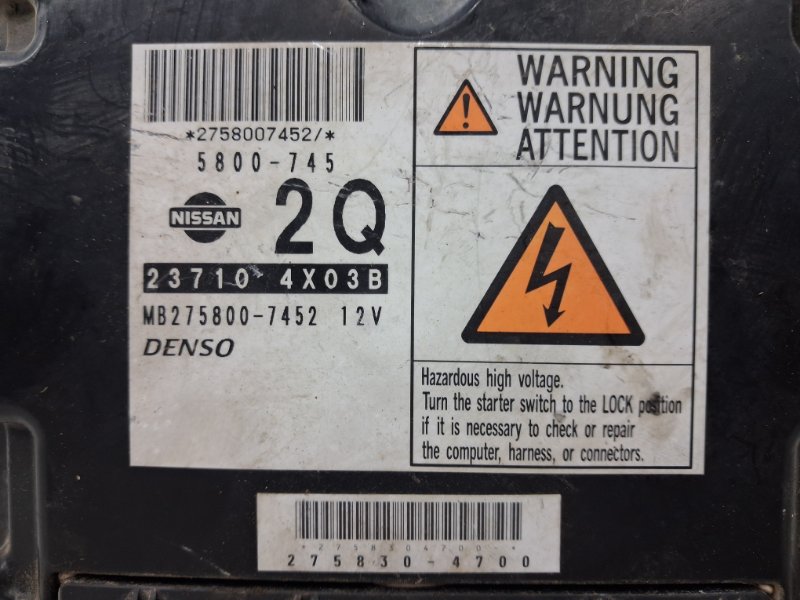 *2758007452/*
5800-745
NISSAN
2Q
23710 4X03B
MB275800-7452 12V
DENSO
WARNING
WARNUNG
ATTENTION
Hazardous high voltage.
Turn the starter switch to the LOCK position
if it is necessary to check or repair
the computer, harness, or connectors.
*2758304700 *
275830-4700